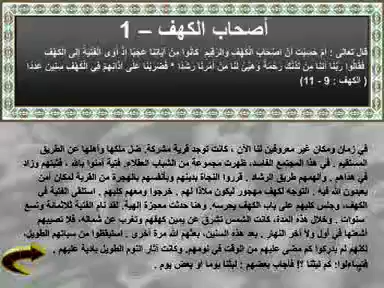 أصحاب الكهف – 1
قال تعالى : أم حسبت أن أصحاب الكهف والرقيم كانوا من آياتنا عجبا إذ أوى الفتية إلى الكهف
فقالوا ربنا آتنا من لدنك رحمة وهيئ لنا من أمرنا رشدا * فضربنا على آذانهم في الكهف سنين عددا
( الكهف : 9 - 11)
في زمان ومكان غير معروفين لنا الآن ، كانت توجد قرية مشركة. ضل ملكها وأهلها عن الطريق
المستقيم . في هذا المجتمع الفاسد، ظهرت مجموعة من الشباب العقلاء. فتية آمنوا بالله ، فثبتهم وزاد
في هداهم . وألهمهم طريق الرشاد . قرروا النجاة بدينهم وبأنفسهم بالهجرة من القرية لمكان آمن
يعبدون الله فيه . التوجه لكهف مهجور ليكون ملاذا لهم . خرجوا ومعهم كلبهم . استلقى الفتية في
الكهف، وجلس كلبهم على باب الكهف يحرسه. وهنا حدثت معجزة إلهية. لقد نام الفتية ثلاثمئة وتسع
سنوات . وخلال هذه المدة، كانت الشمس تشرق عن يمين كهفهم وتغرب عن شماله، فلا تصيبهم
أشعتها في أول ولا آخر النهار . بعد هذه السنين، بعثهم الله مرة أخرى . استيقظوا من سباتهم الطويل،
لكنهم لم يدركوا كم مضى عليهم من الوقت في نومهم. وكانت آثار النوم الطويل بادية عليهم .
فتساءلوا: كم لبثنا ؟! فأجاب بعضهم : لبثنا يوما أو بعض يوم .